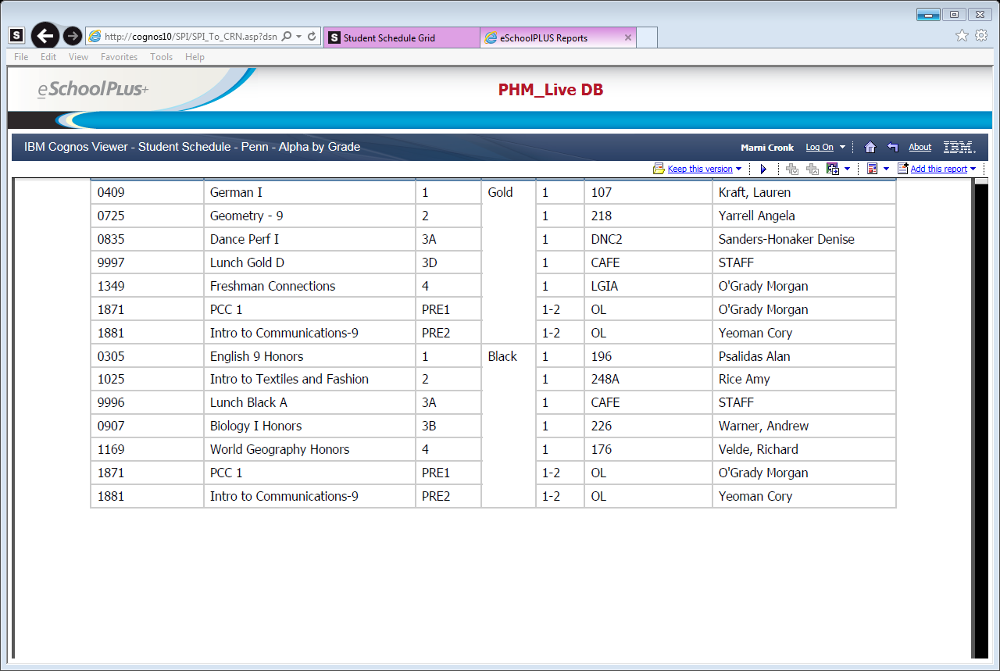 S
http://cognos10/SPI/SPI_To_CRN.asp?dsn
S Student Schedule Grid
eSchoolPLUS Reports
File Edit View Favorites Tools Help
eSchoolPLUS+
PHM_Live DB
IBM Cognos Viewer - Student Schedule - Penn - Alpha by Grade
Marni Cronk Log On About IBM.
Keep this version Add this report
0409 German I 1 Gold 1 107 Kraft, Lauren
0725 Geometry - 9 2 1 218 Yarrell Angela
0835 Dance Perf I 3A 1 DNC2 Sanders-Honaker Denise
9997 Lunch Gold D 3D 1 CAFE STAFF
1349 Freshman Connections 4 1 LGIA O'Grady Morgan
1871 PCC 1 PRE1 1-2 OL O'Grady Morgan
1881 Intro to Communications-9 PRE2 1-2 OL Yeoman Cory
0305 English 9 Honors 1 Black 1 196 Psalidas Alan
1025 Intro to Textiles and Fashion 2 1 248A Rice Amy
9996 Lunch Black A 3A 1 CAFE STAFF
0907 Biology I Honors 3B 1 226 Warner, Andrew
1169 World Geography Honors 4 1 176 Velde, Richard
1871 PCC 1 PRE1 1-2 OL O'Grady Morgan
1881 Intro to Communications-9 PRE2 1-2 OL Yeoman Cory